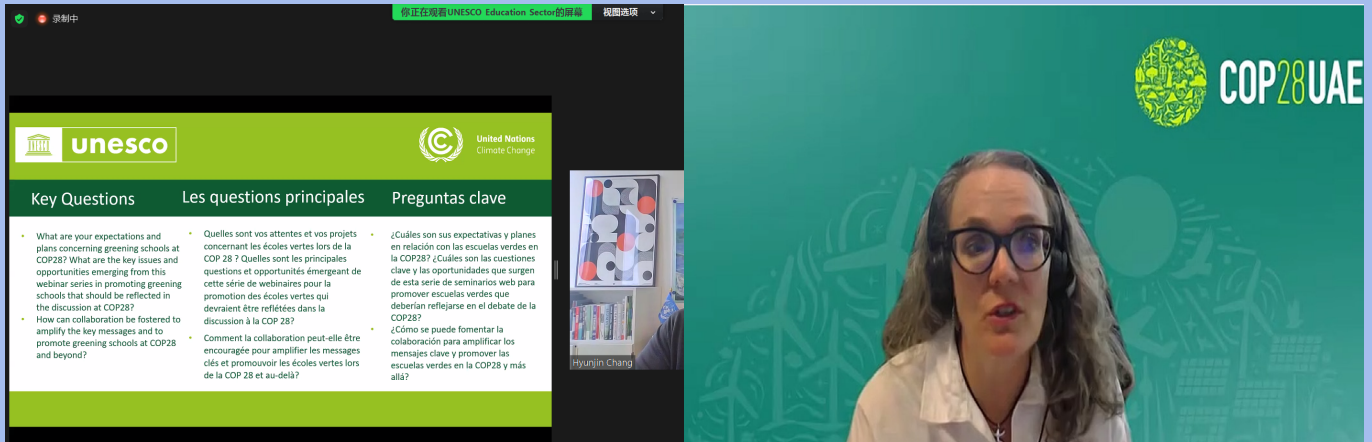 录制中
你正在观看UNESCO Education Sector的屏幕
视图选项
unesco
United Nations
Climate Change
Key Questions
• What are your expectations and
plans concerning greening schools at
COP28? What are the key issues and
opportunities emerging from this
webinar series in promoting greening
schools that should be reflected in
the discussion at COP28?
• How can collaboration be fostered to
amplify the key messages and to
promote greening schools at COP28
and beyond?
Les questions principales
• Quelles sont vos attentes et vos projets
concernant les écoles vertes lors de la
COP 28 ? Quelles sont les principales
questions et opportunités émergeant de
cette série de webinaires pour la
promotion des écoles vertes qui
devraient être reflétées dans la
discussion à la COP 28?
• Comment la collaboration peut-elle être
encouragée pour amplifier les messages
clés et promouvoir les écoles vertes lors
de la COP 28 et au-delà?
Preguntas clave
• ¿Cuáles son sus expectativas y planes
en relación con las escuelas verdes en
la COP28? ¿Cuáles son las cuestiones
clave y las oportunidades que surgen
de esta serie de seminarios web para
promover escuelas verdes que
deberían reflejarse en el debate de la
COP28?
• ¿Cómo se puede fomentar la
colaboración para amplificar los
mensajes clave y promover las
escuelas verdes en la COP28 y más
allá?
Hyunjin Chang
COP28UAE